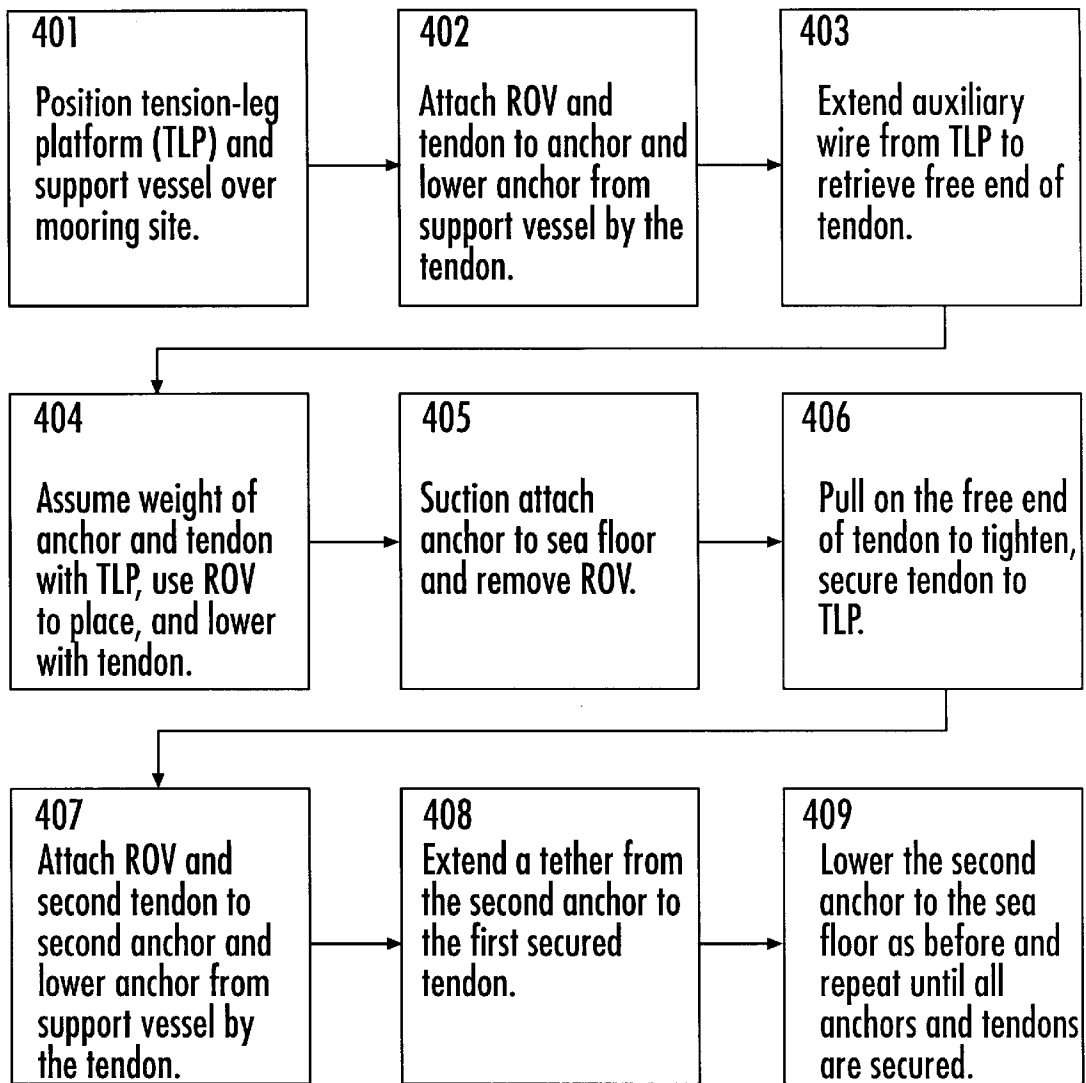 401
Position tension-leg
platform (TLP) and
support vessel over
mooring site.
402
Attach ROV and
tendon to anchor and
lower anchor from
support vessel by the
tendon.
403
Extend auxiliary
wire from TLP to
retrieve free end of
tendon.
404
Assume weight of
anchor and tendon
with TLP, use ROV
to place, and lower
with tendon.
405
Suction attach
anchor to sea floor
and remove ROV.
406
Pull on the free end
of tendon to tighten,
secure tendon to
TLP.
407
Attach ROV and
second tendon to
second anchor and
lower anchor from
support vessel by
the tendon.
408
Extend a tether from
the second anchor to
the first secured
tendon.
409
Lower the second
anchor to the sea
floor as before and
repeat until all
anchors and tendons
are secured.